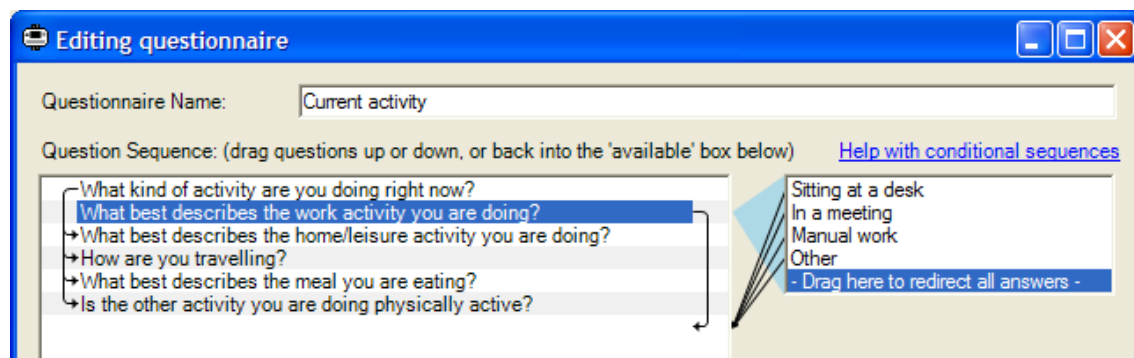 Editing questionnaire
Questionnaire Name: Current activity
Question Sequence: (drag questions up or down, or back into the 'available' box below) Help with conditional sequences
What kind of activity are you doing right now?
What best describes the work activity you are doing?
What best describes the home/leisure activity you are doing?
How are you travelling?
What best describes the meal you are eating?
Is the other activity you are doing physically active?
Sitting at a desk
In a meeting
Manual work
Other
- Drag here to redirect all answers -